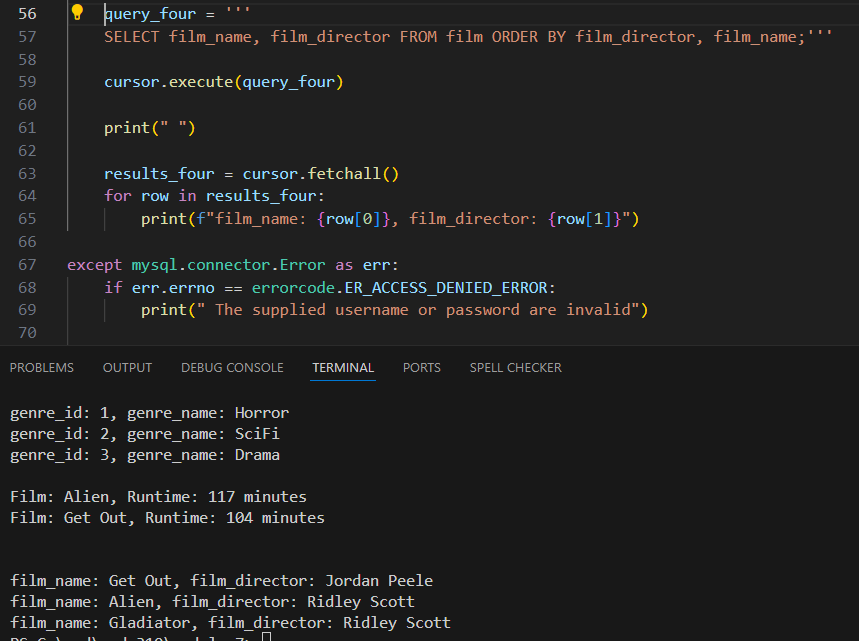 56 query_four = '''
57 SELECT film_name, film_director FROM film ORDER BY film_director, film_name;'''
58
59 cursor.execute(query_four)
60
61 print(" ")
62
63 results_four = cursor.fetchall()
64 for row in results_four:
65 print(f"film_name: {row[0]}, film_director: {row[1]}")
66
67 except mysql.connector.Error as err:
68 if err.errno == errorcode.ER_ACCESS_DENIED_ERROR:
69 print(" The supplied username or password are invalid")
70
PROBLEMS OUTPUT DEBUG CONSOLE TERMINAL PORTS SPELL CHECKER
genre_id: 1, genre_name: Horror
genre_id: 2, genre_name: SciFi
genre_id: 3, genre_name: Drama
Film: Alien, Runtime: 117 minutes
Film: Get Out, Runtime: 104 minutes
film_name: Get Out, film_director: Jordan Peele
film_name: Alien, film_director: Ridley Scott
film_name: Gladiator, film_director: Ridley Scott